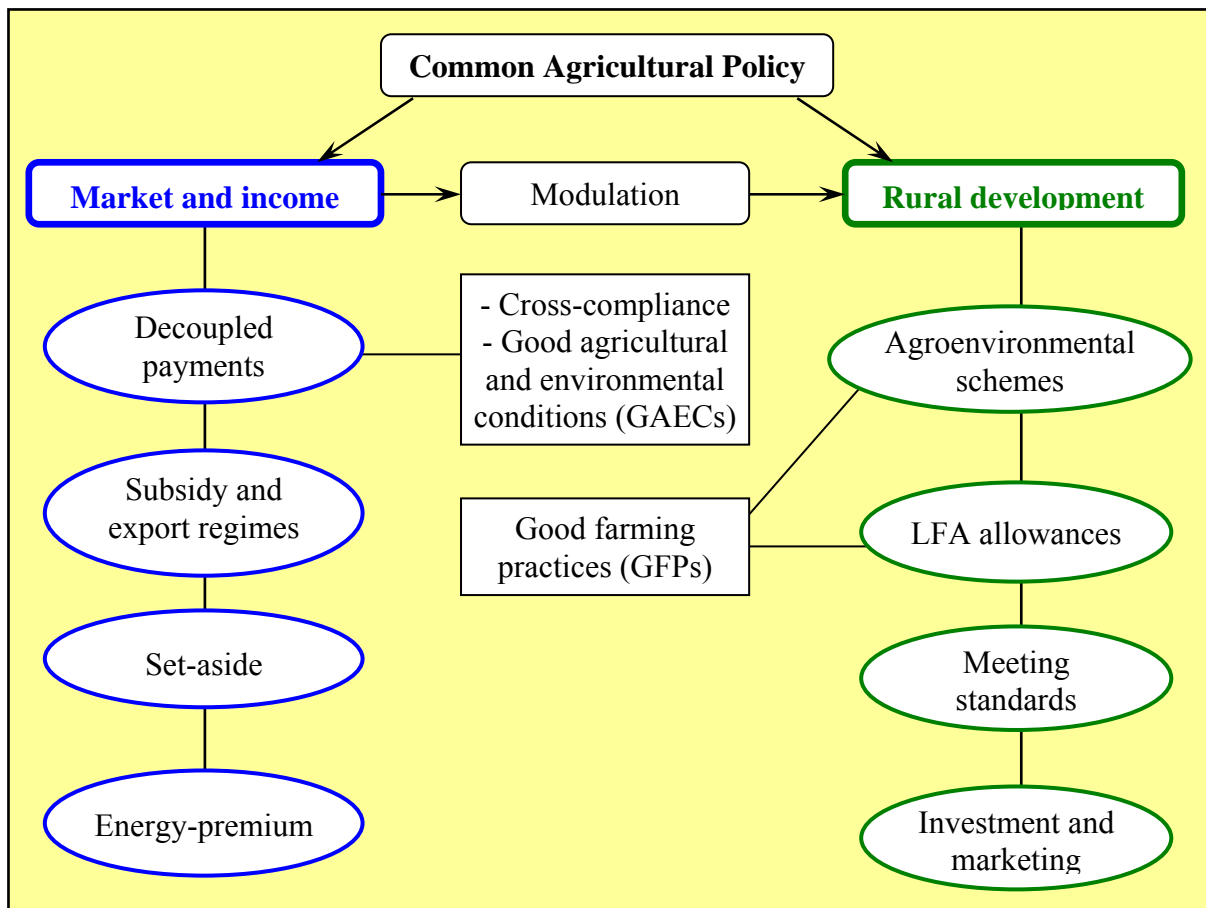 Common Agricultural Policy
Market and income
Modulation
Rural development
Decoupled
payments
- Cross-compliance
- Good agricultural
and environmental
conditions (GAECs)
Agroenvironmental
schemes
Subsidy and
export regimes
Good farming
practices (GFPs)
LFA allowances
Set-aside
Meeting
standards
Energy-premium
Investment and
marketing